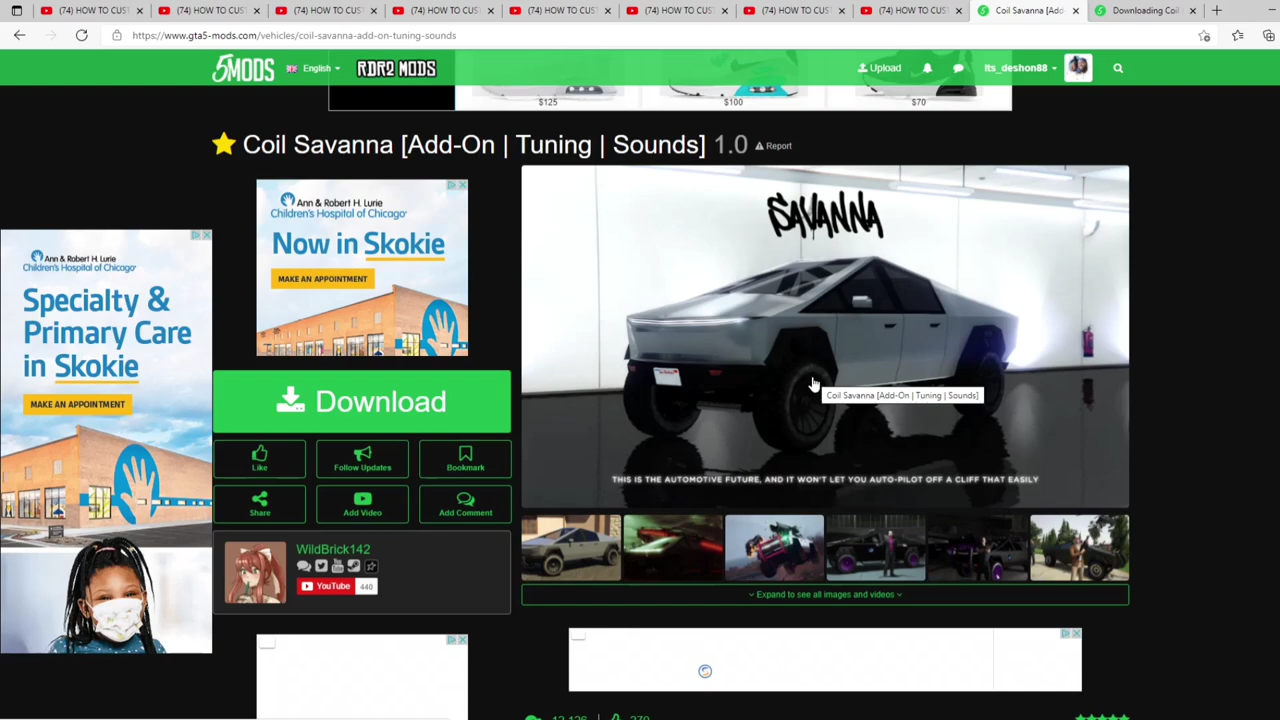 (74) HOW TO CUST
(74) HOW TO CUS
(74) HOW TO CUST
(74) HOW TO CUST
(74) HOW TO CUST
(74) HOW TO CUS
(74) HOW TO CUST
(74) HOW TO CUST
Coil Savanna [Add-
Downloading Coil
https://www.gta5-mods.com/vehicles/coil-savanna-add-on-tuning-sounds
5MODS
English
RDR2 MODS
Upload
Its_deshon88
$125
$100
$70
Coil Savanna [Add-On | Tuning | Sounds] 1.0
Report
Ann & Robert H. Lurie
Children's Hospital of Chicago®
Now in Skokie
MAKE AN APPOINTMENT
Ann & Robert H. Lurie
Children's Hospital of Chicago®
Specialty &
Primary Care
in Skokie
MAKE AN APPOINTMENT
SAVANNA
Coil Savanna [Add-On | Tuning | Sounds]
THIS IS THE AUTOMOTIVE FUTURE, AND IT WON'T LET YOU AUTO-PILOT OFF A CLIFF THAT EASILY
Download
Like
Follow Updates
Bookmark
Share
Add Video
Add Comment
WildBrick142
YouTube
440
Expand to see all images and videos